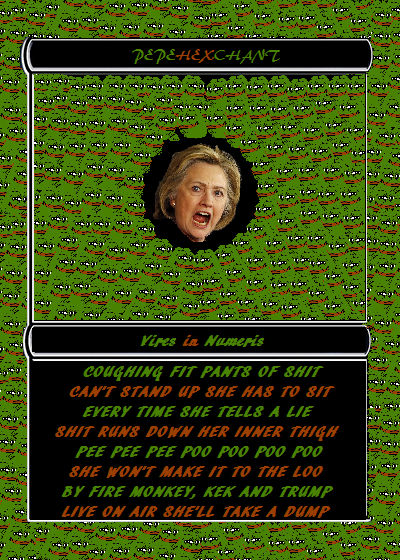 PEPEHEXCHANT
Vires in Numeris
COUGHING FIT PANTS OF SHIT
CAN'T STAND UP SHE HAS TO SIT
EVERY TIME SHE TELLS A LIE
SHIT RUNS DOWN HER INNER THIGH
PEE PEE PEE POO POO POO POO
SHE WON'T MAKE IT TO THE LOO
BY FIRE MONKEY, KEK AND TRUMP
LIVE ON AIR SHE'LL TAKE A DUMP